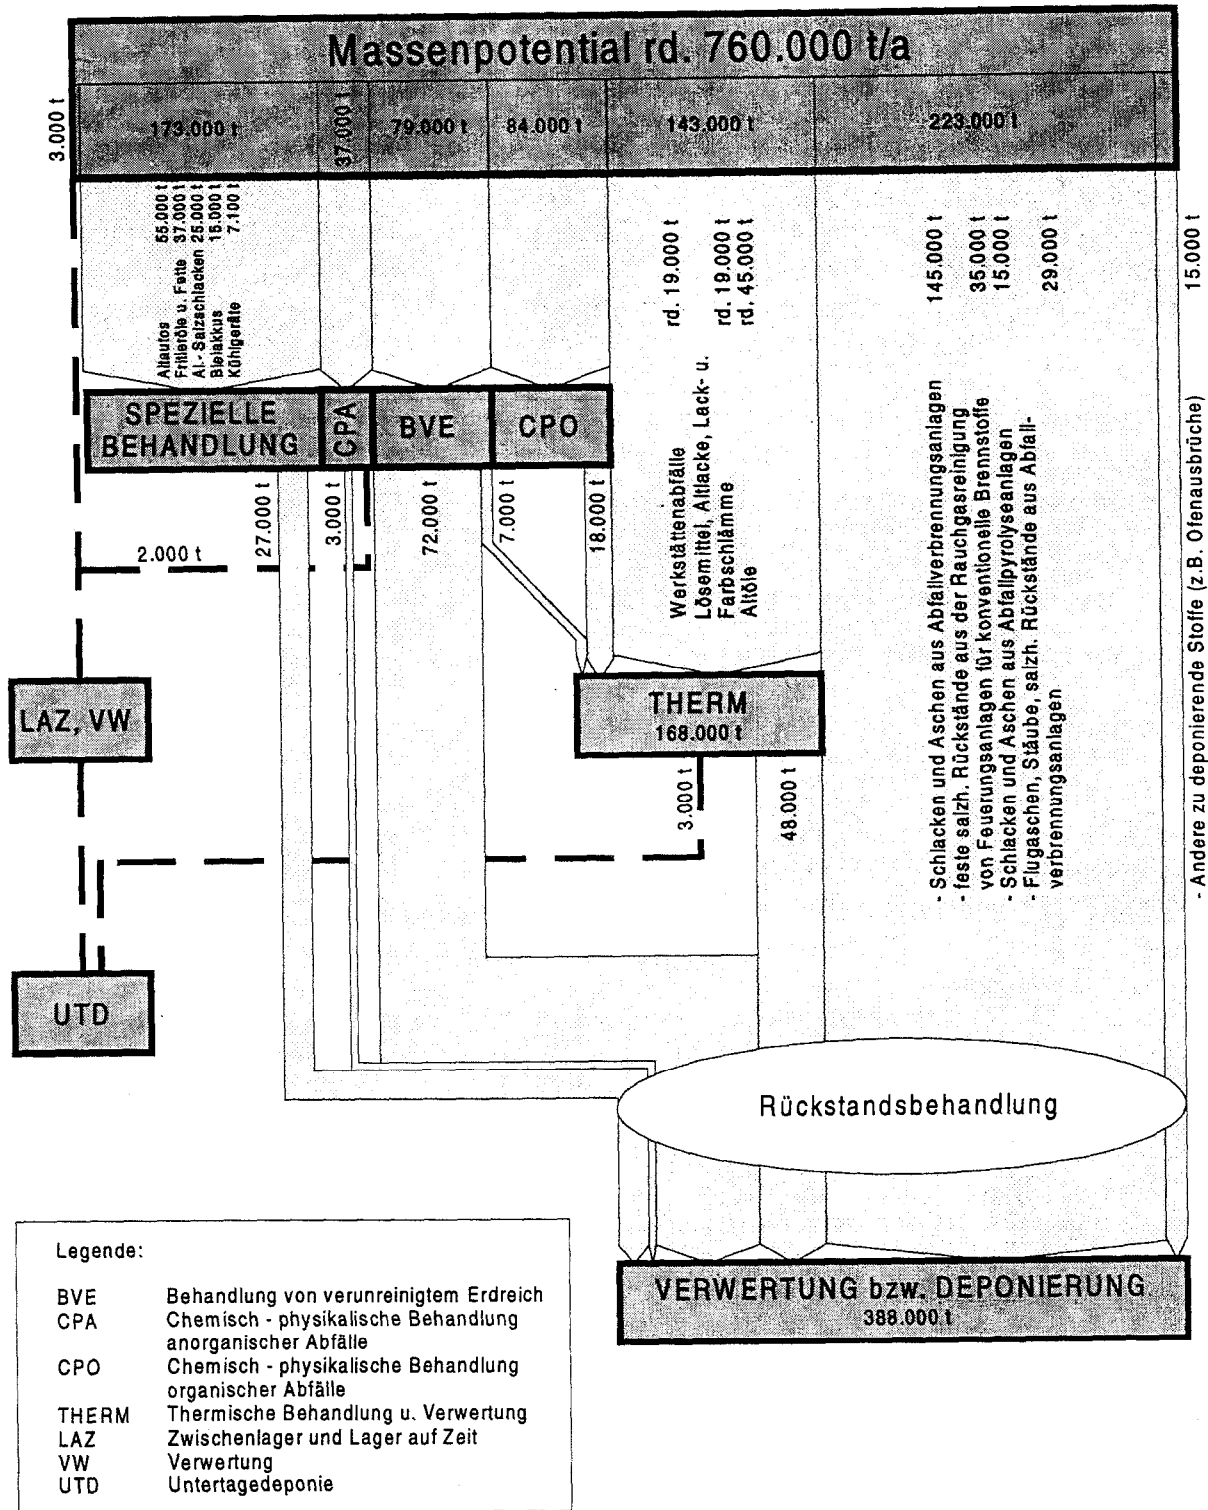 Massenpotential rd. 760.000 t/a
3.000 t
173.000 t
37.000 t
79.000 t
84.000 t
143.000 t
223.000 t
Altautos 55.000 t
Fritieröle u. Fette 37.000 t
Al.- Salzschlacken 25.000 t
Bleiakkus 15.000 t
Kühlgeräte 7.100 t
Werkstättenabfälle rd. 19.000 t
Lösemittel, Altlacke, Lack- u.
Farbschlämme rd. 19.000 t
Altöle rd. 45.000 t
- Schlacken und Aschen aus Abfallverbrennungsanlagen 145.000 t
- feste salzh. Rückstände aus der Rauchgasreinigung
von Feuerungsanlagen für konventionelle Brennstoffe 35.000 t
- Schlacken und Aschen aus Abfallpyrolyseanlagen 15.000 t
- Flugaschen, Stäube, salzh. Rückstände aus Abfall-
verbrennungsanlagen 29.000 t
- Andere zu deponierende Stoffe (z.B. Ofenausbrüche) 15.000 t
SPEZIELLE
BEHANDLUNG
CPA
BVE
CPO
2.000 t
27.000 t
3.000 t
72.000 t
7.000 t
18.000 t
LAZ, VW
THERM
168.000 t
3.000 t
48.000 t
UTD
Rückstandsbehandlung
VERWERTUNG bzw. DEPONIERUNG
388.000 t
Legende:
BVE Behandlung von verunreinigtem Erdreich
CPA Chemisch - physikalische Behandlung
anorganischer Abfälle
CPO Chemisch - physikalische Behandlung
organischer Abfälle
THERM Thermische Behandlung u. Verwertung
LAZ Zwischenlager und Lager auf Zeit
VW Verwertung
UTD Untertagedeponie